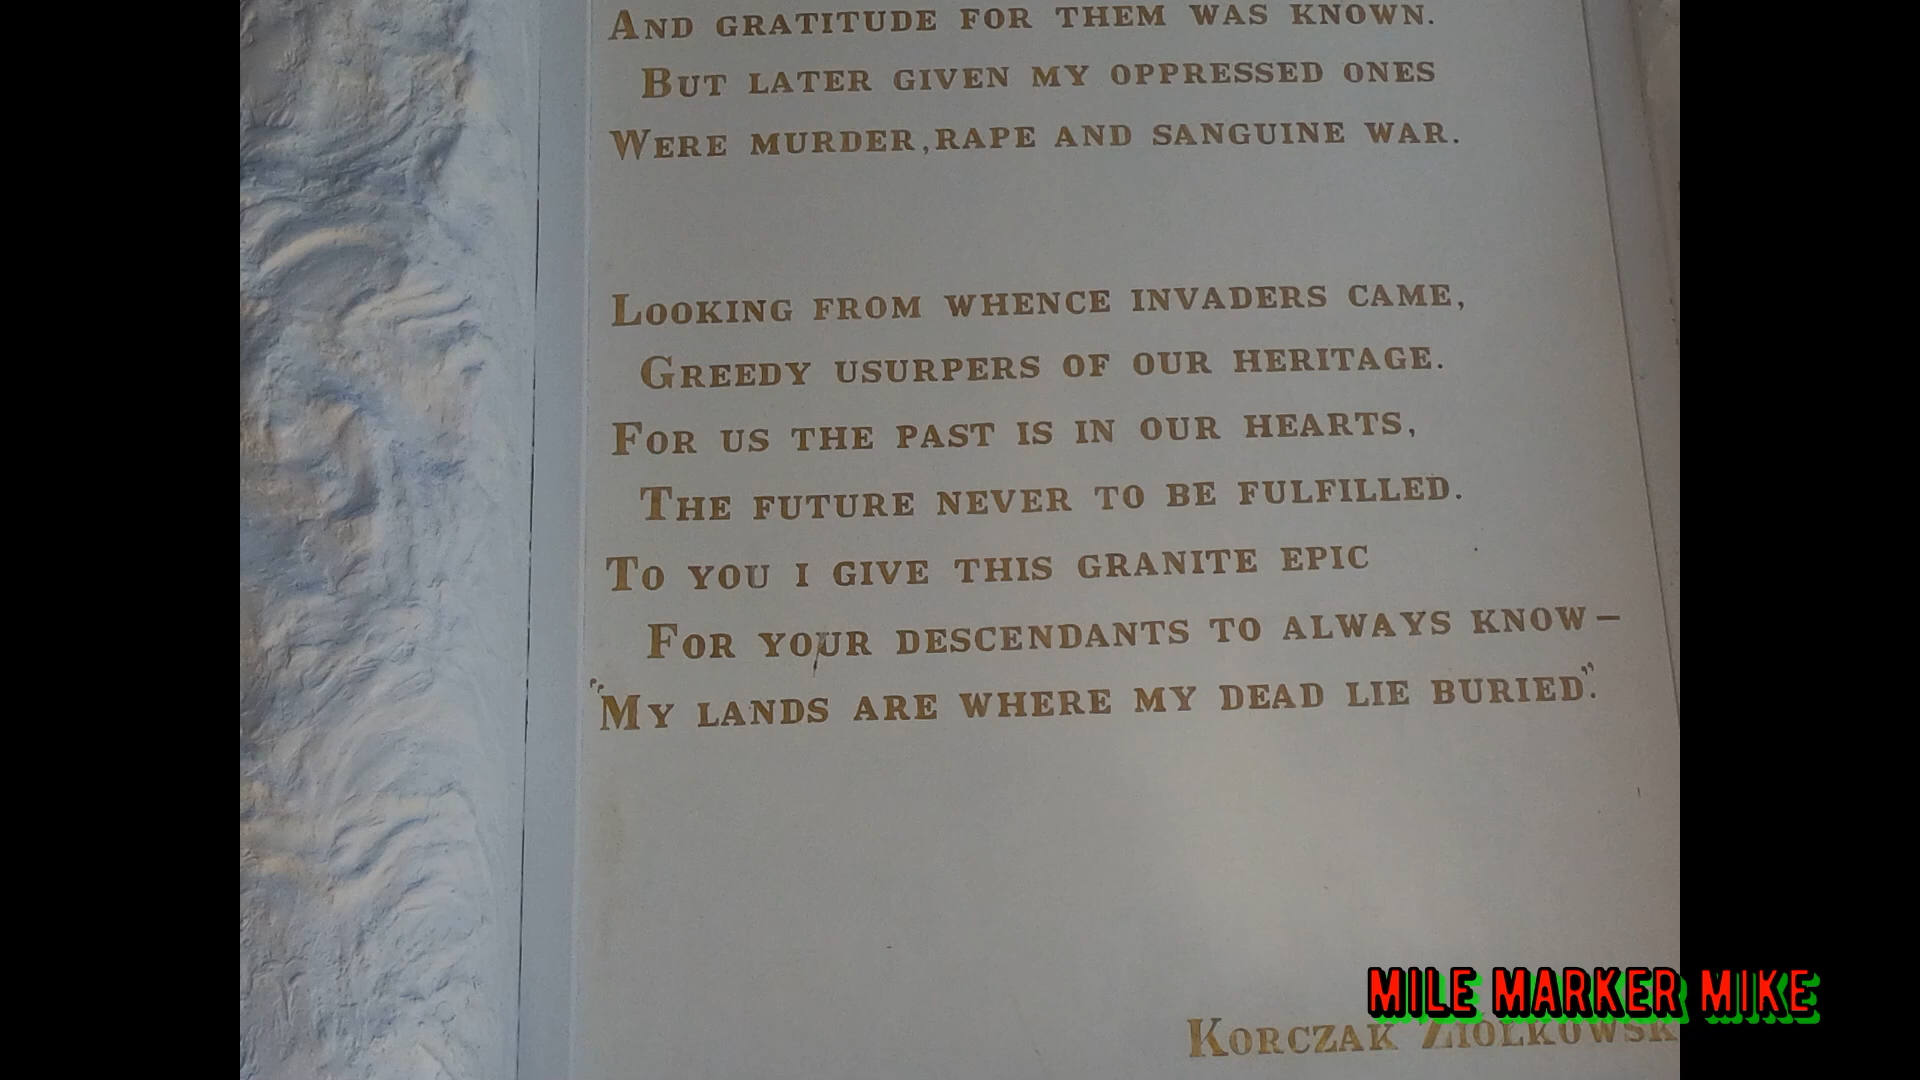 AND GRATITUDE FOR THEM WAS KNOWN.
BUT LATER GIVEN MY OPPRESSED ONES
WERE MURDER, RAPE AND SANGUINE WAR.
LOOKING FROM WHENCE INVADERS CAME,
GREEDY USURPERS OF OUR HERITAGE.
FOR US THE PAST IS IN OUR HEARTS,
THE FUTURE NEVER TO BE FULFILLED.
TO YOU I GIVE THIS GRANITE EPIC
FOR YOUR DESCENDANTS TO ALWAYS KNOW—
"MY LANDS ARE WHERE MY DEAD LIE BURIED".
MILE MARKER MIKE
KORCZAK ZIÓŁKOWSK